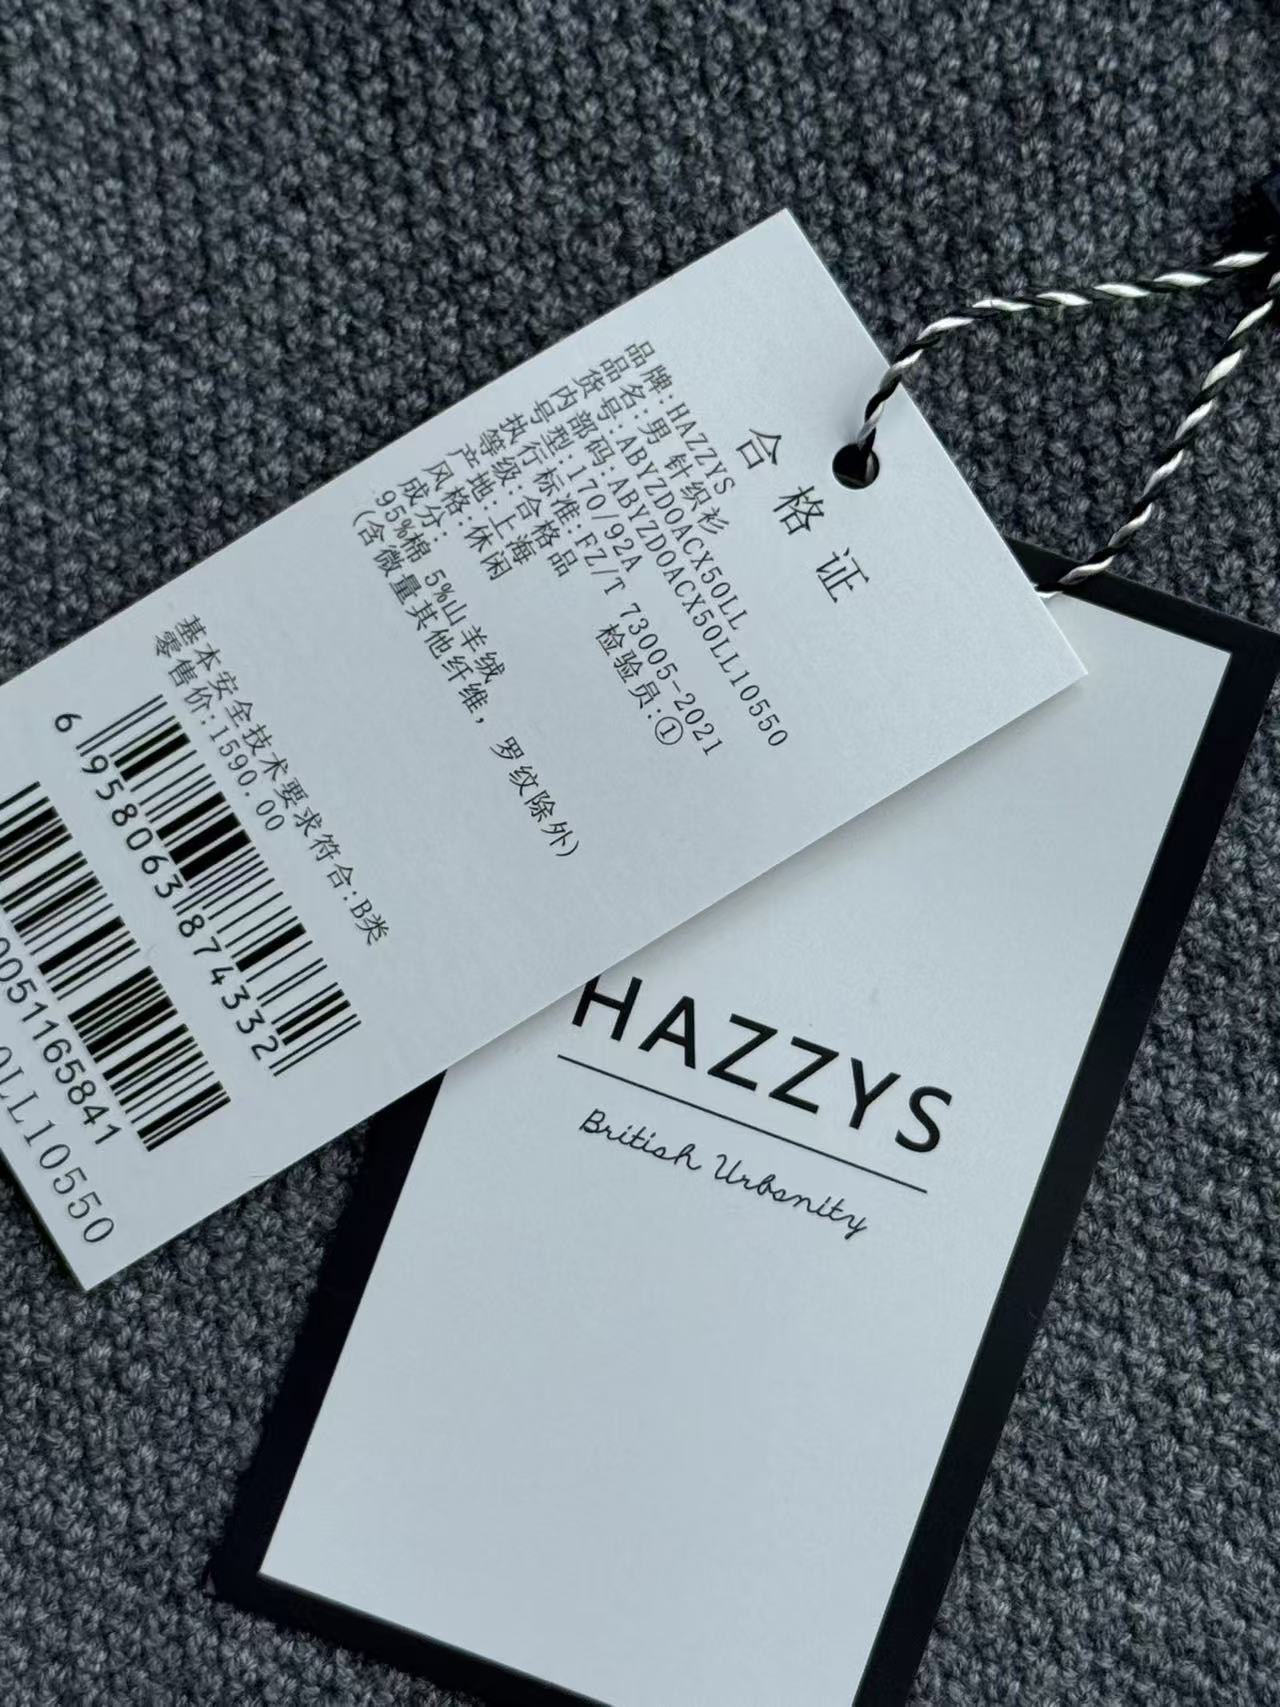 合格证
品牌:HAZZYS
品名:男 针织衫
货号:ABYZD0ACX50LL
内部码:ABYZD0ACX50LL10550
号型:170/92A
执行标准:FZ/T 73005-2021
等级:合格品 检验员:①
产地:上海
风格:休闲
成分:
95%棉 5%山羊绒
(含微量其他纤维，罗纹除外)
基本安全技术要求符合:B类
零售价:1590.00
6 958063 874332
005116584 1
0LL10550
HAZZYS
British Urbanity